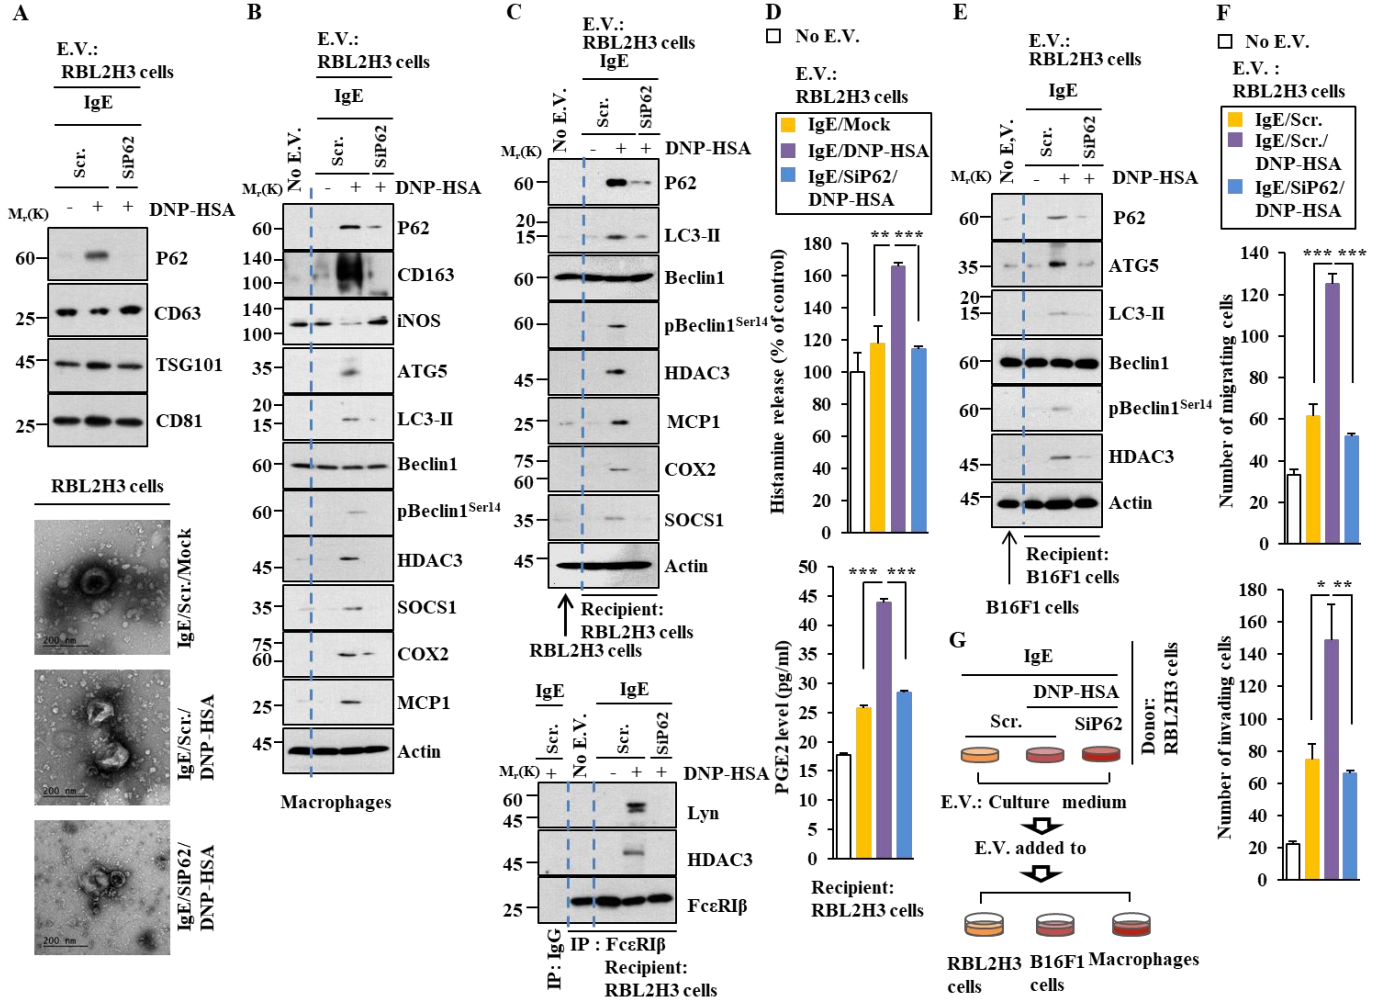 A
E.V.:
RBL2H3 cells
IgE
Scr.
SiP62
Mr(K)
- + +
DNP-HSA
60
P62
25
CD63
45
TSG101
25
CD81
RBL2H3 cells
200 nm
IgE/Scr./Mock
200 nm
IgE/Scr./
DNP-HSA
200 nm
IgE/SiP62/
DNP-HSA
B
E.V.:
RBL2H3 cells
IgE
No E.V.
Scr.
SiP62
Mr(K)
- + +
DNP-HSA
60
P62
140
100
CD163
140
100
iNOS
35
ATG5
20
15
LC3-II
60
Beclin1
60
pBeclin1Ser14
45
HDAC3
35
SOCS1
75
60
COX2
25
MCP1
45
Actin
Macrophages
C
E.V.:
RBL2H3 cells
IgE
No E.V.
Scr.
SiP62
Mr(K)
- + +
DNP-HSA
60
P62
20
15
LC3-II
60
Beclin1
60
pBeclin1Ser14
45
HDAC3
25
MCP1
75
60
COX2
35
SOCS1
45
Actin
Recipient:
RBL2H3 cells
RBL2H3 cells
IgE
IgE
Scr.
No E.V.
Scr.
SiP62
Mr(K)
+ - + +
DNP-HSA
60
45
Lyn
45
HDAC3
25
FcεRIβ
IP : IgG
IP : FcεRIβ
Recipient:
RBL2H3 cells
D
No E.V.
E.V.:
RBL2H3 cells
IgE/Mock
IgE/DNP-HSA
IgE/SiP62/
DNP-HSA
Histamine release (% of control)
180
160
140
120
100
80
60
40
20
0
** ***
PGE2 level (pg/ml)
50
45
40
35
30
25
20
15
10
5
0
*** ***
Recipient:
RBL2H3 cells
E
E.V.:
RBL2H3 cells
IgE
No E,V.
Scr.
SiP62
Mr(K)
- + +
DNP-HSA
60
P62
35
ATG5
20
15
LC3-II
60
Beclin1
60
pBeclin1Ser14
45
HDAC3
45
Actin
Recipient:
B16F1 cells
B16F1 cells
F
No E.V.
E.V. :
RBL2H3 cells
IgE/Scr.
IgE/Scr./
DNP-HSA
IgE/SiP62/
DNP-HSA
Number of migrating cells
140
120
100
80
60
40
20
0
*** ***
Number of invading cells
180
160
140
120
100
80
60
40
20
0
* **
G
IgE
DNP-HSA
Scr.
SiP62
Donor:
RBL2H3 cells
E.V.: Culture medium
E.V. added to
RBL2H3
cells
B16F1
cells
Macrophages